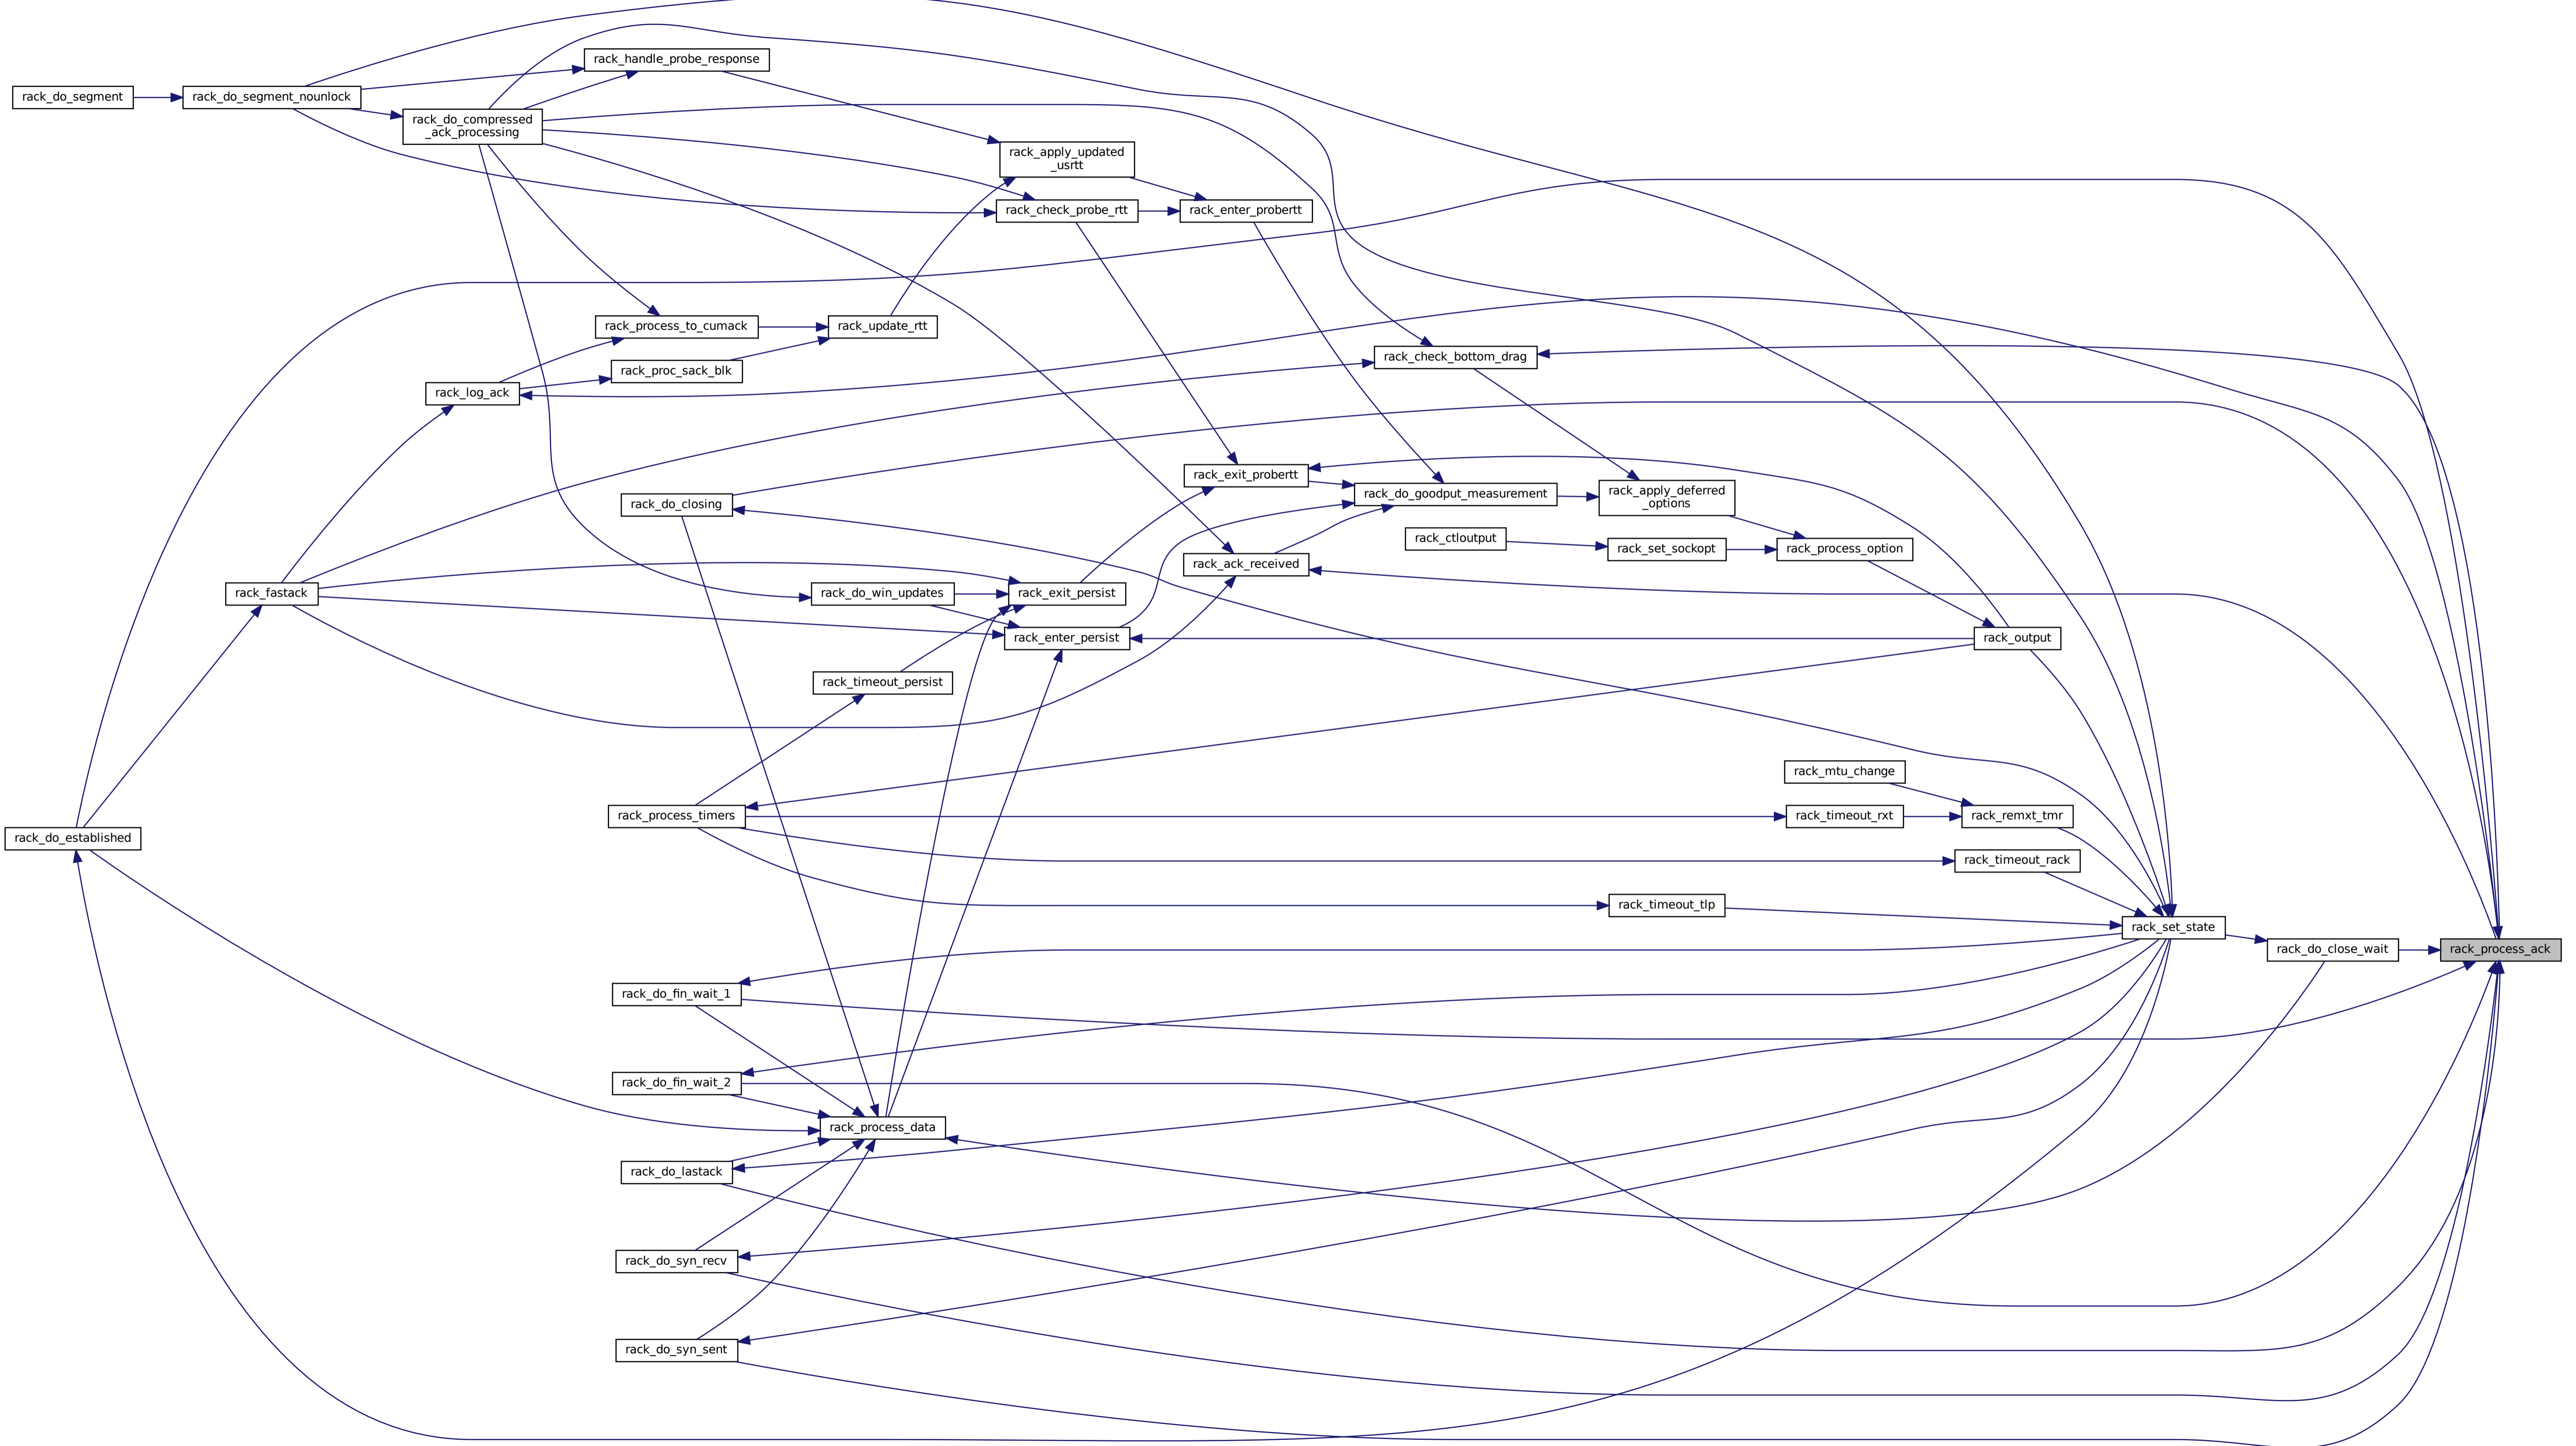 rack_handle_probe_response
rack_do_segment
rack_do_segment_nounlock
rack_do_compressed
_ack_processing
rack_apply_updated
_usrtt
rack_check_probe_rtt
rack_enter_probertt
rack_process_to_cumack
rack_update_rtt
rack_check_bottom_drag
rack_proc_sack_blk
rack_log_ack
rack_exit_probertt
rack_do_goodput_measurement
rack_apply_deferred
_options
rack_do_closing
rack_ctloutput
rack_set_sockopt
rack_process_option
rack_ack_received
rack_fastack
rack_do_win_updates
rack_exit_persist
rack_enter_persist
rack_output
rack_timeout_persist
rack_mtu_change
rack_process_timers
rack_timeout_rxt
rack_remxt_tmr
rack_do_established
rack_timeout_rack
rack_timeout_tlp
rack_set_state
rack_do_close_wait
rack_process_ack
rack_do_fin_wait_1
rack_do_fin_wait_2
rack_process_data
rack_do_lastack
rack_do_syn_recv
rack_do_syn_sent